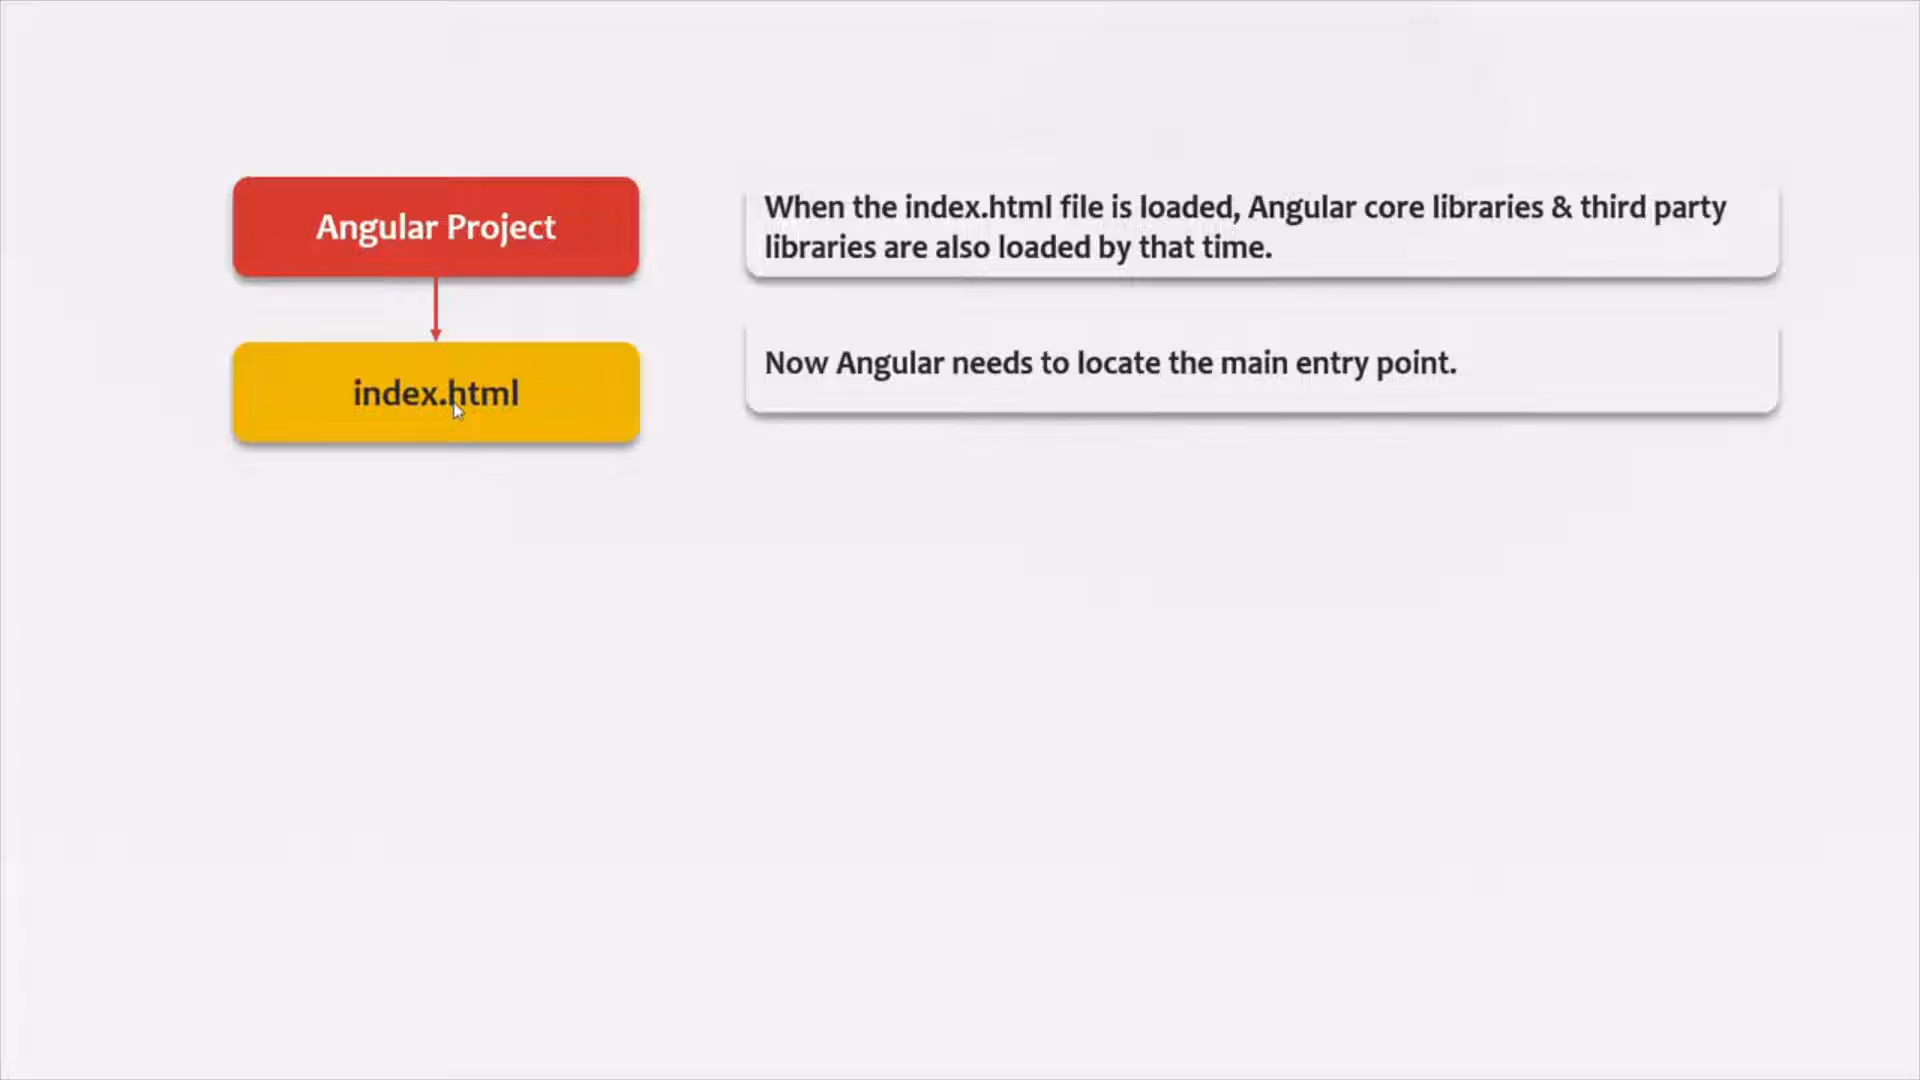 Angular Project
When the index.html file is loaded, Angular core libraries & third party
libraries are also loaded by that time.
index.html
Now Angular needs to locate the main entry point.